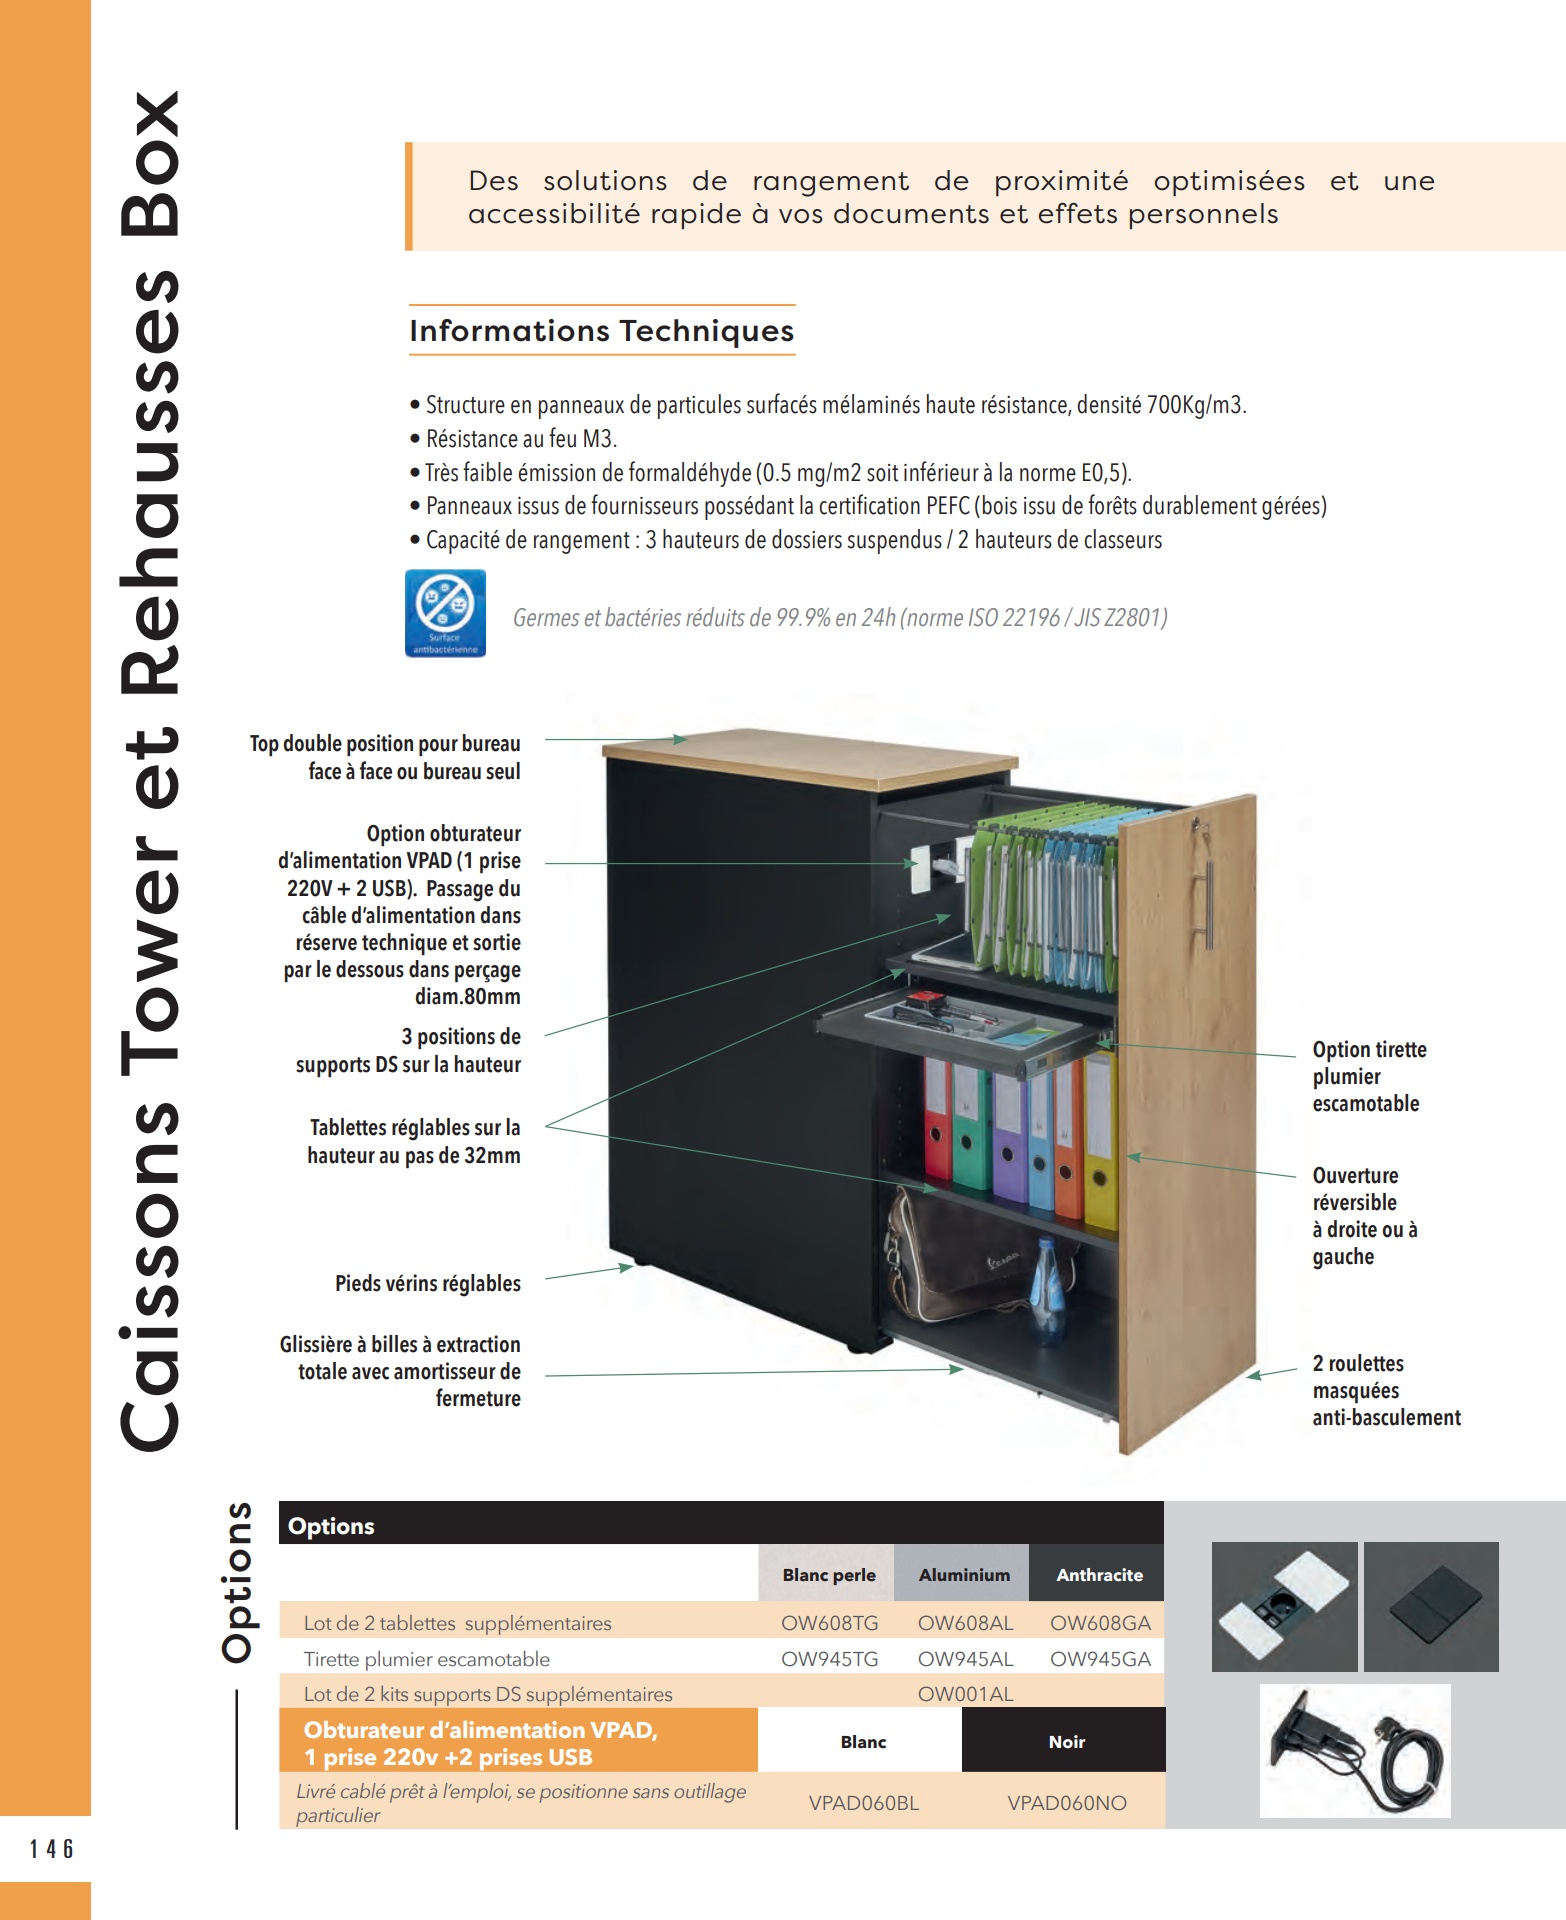 Caissons Tower et Rehausses Box
Des solutions de rangement de proximité optimisées et une
accessibilité rapide à vos documents et effets personnels
Informations Techniques
• Structure en panneaux de particules surfacés mélaminés haute résistance, densité 700Kg/m3.
• Résistance au feu M3.
• Très faible émission de formaldéhyde (0.5 mg/m2 soit inférieur à la norme E0,5).
• Panneaux issus de fournisseurs possédant la certification PEFC (bois issu de forêts durablement gérées)
• Capacité de rangement : 3 hauteurs de dossiers suspendus / 2 hauteurs de classeurs
Surface
antibactérienne
Germes et bactéries réduits de 99.9% en 24h (norme ISO 22196 / JIS Z2801)
Top double position pour bureau
face à face ou bureau seul
Option obturateur
d'alimentation VPAD (1 prise
220V + 2 USB). Passage du
câble d'alimentation dans
réserve technique et sortie
par le dessous dans perçage
diam.80mm
3 positions de
supports DS sur la hauteur
Tablettes réglables sur la
hauteur au pas de 32mm
Pieds vérins réglables
Glissière à billes à extraction
totale avec amortisseur de
fermeture
Vespa
Option tirette
plumier
escamotable
Ouverture
réversible
à droite ou à
gauche
2 roulettes
masquées
anti-basculement
Options
Options
Blanc perle Aluminium Anthracite
Lot de 2 tablettes supplémentaires OW608TG OW608AL OW608GA
Tirette plumier escamotable OW945TG OW945AL OW945GA
Lot de 2 kits supports DS supplémentaires OW001AL
Obturateur d'alimentation VPAD,
1 prise 220v +2 prises USB
Blanc Noir
Livré cablé prêt à l'emploi, se positionne sans outillage
particulier
VPAD060BL VPAD060NO
146